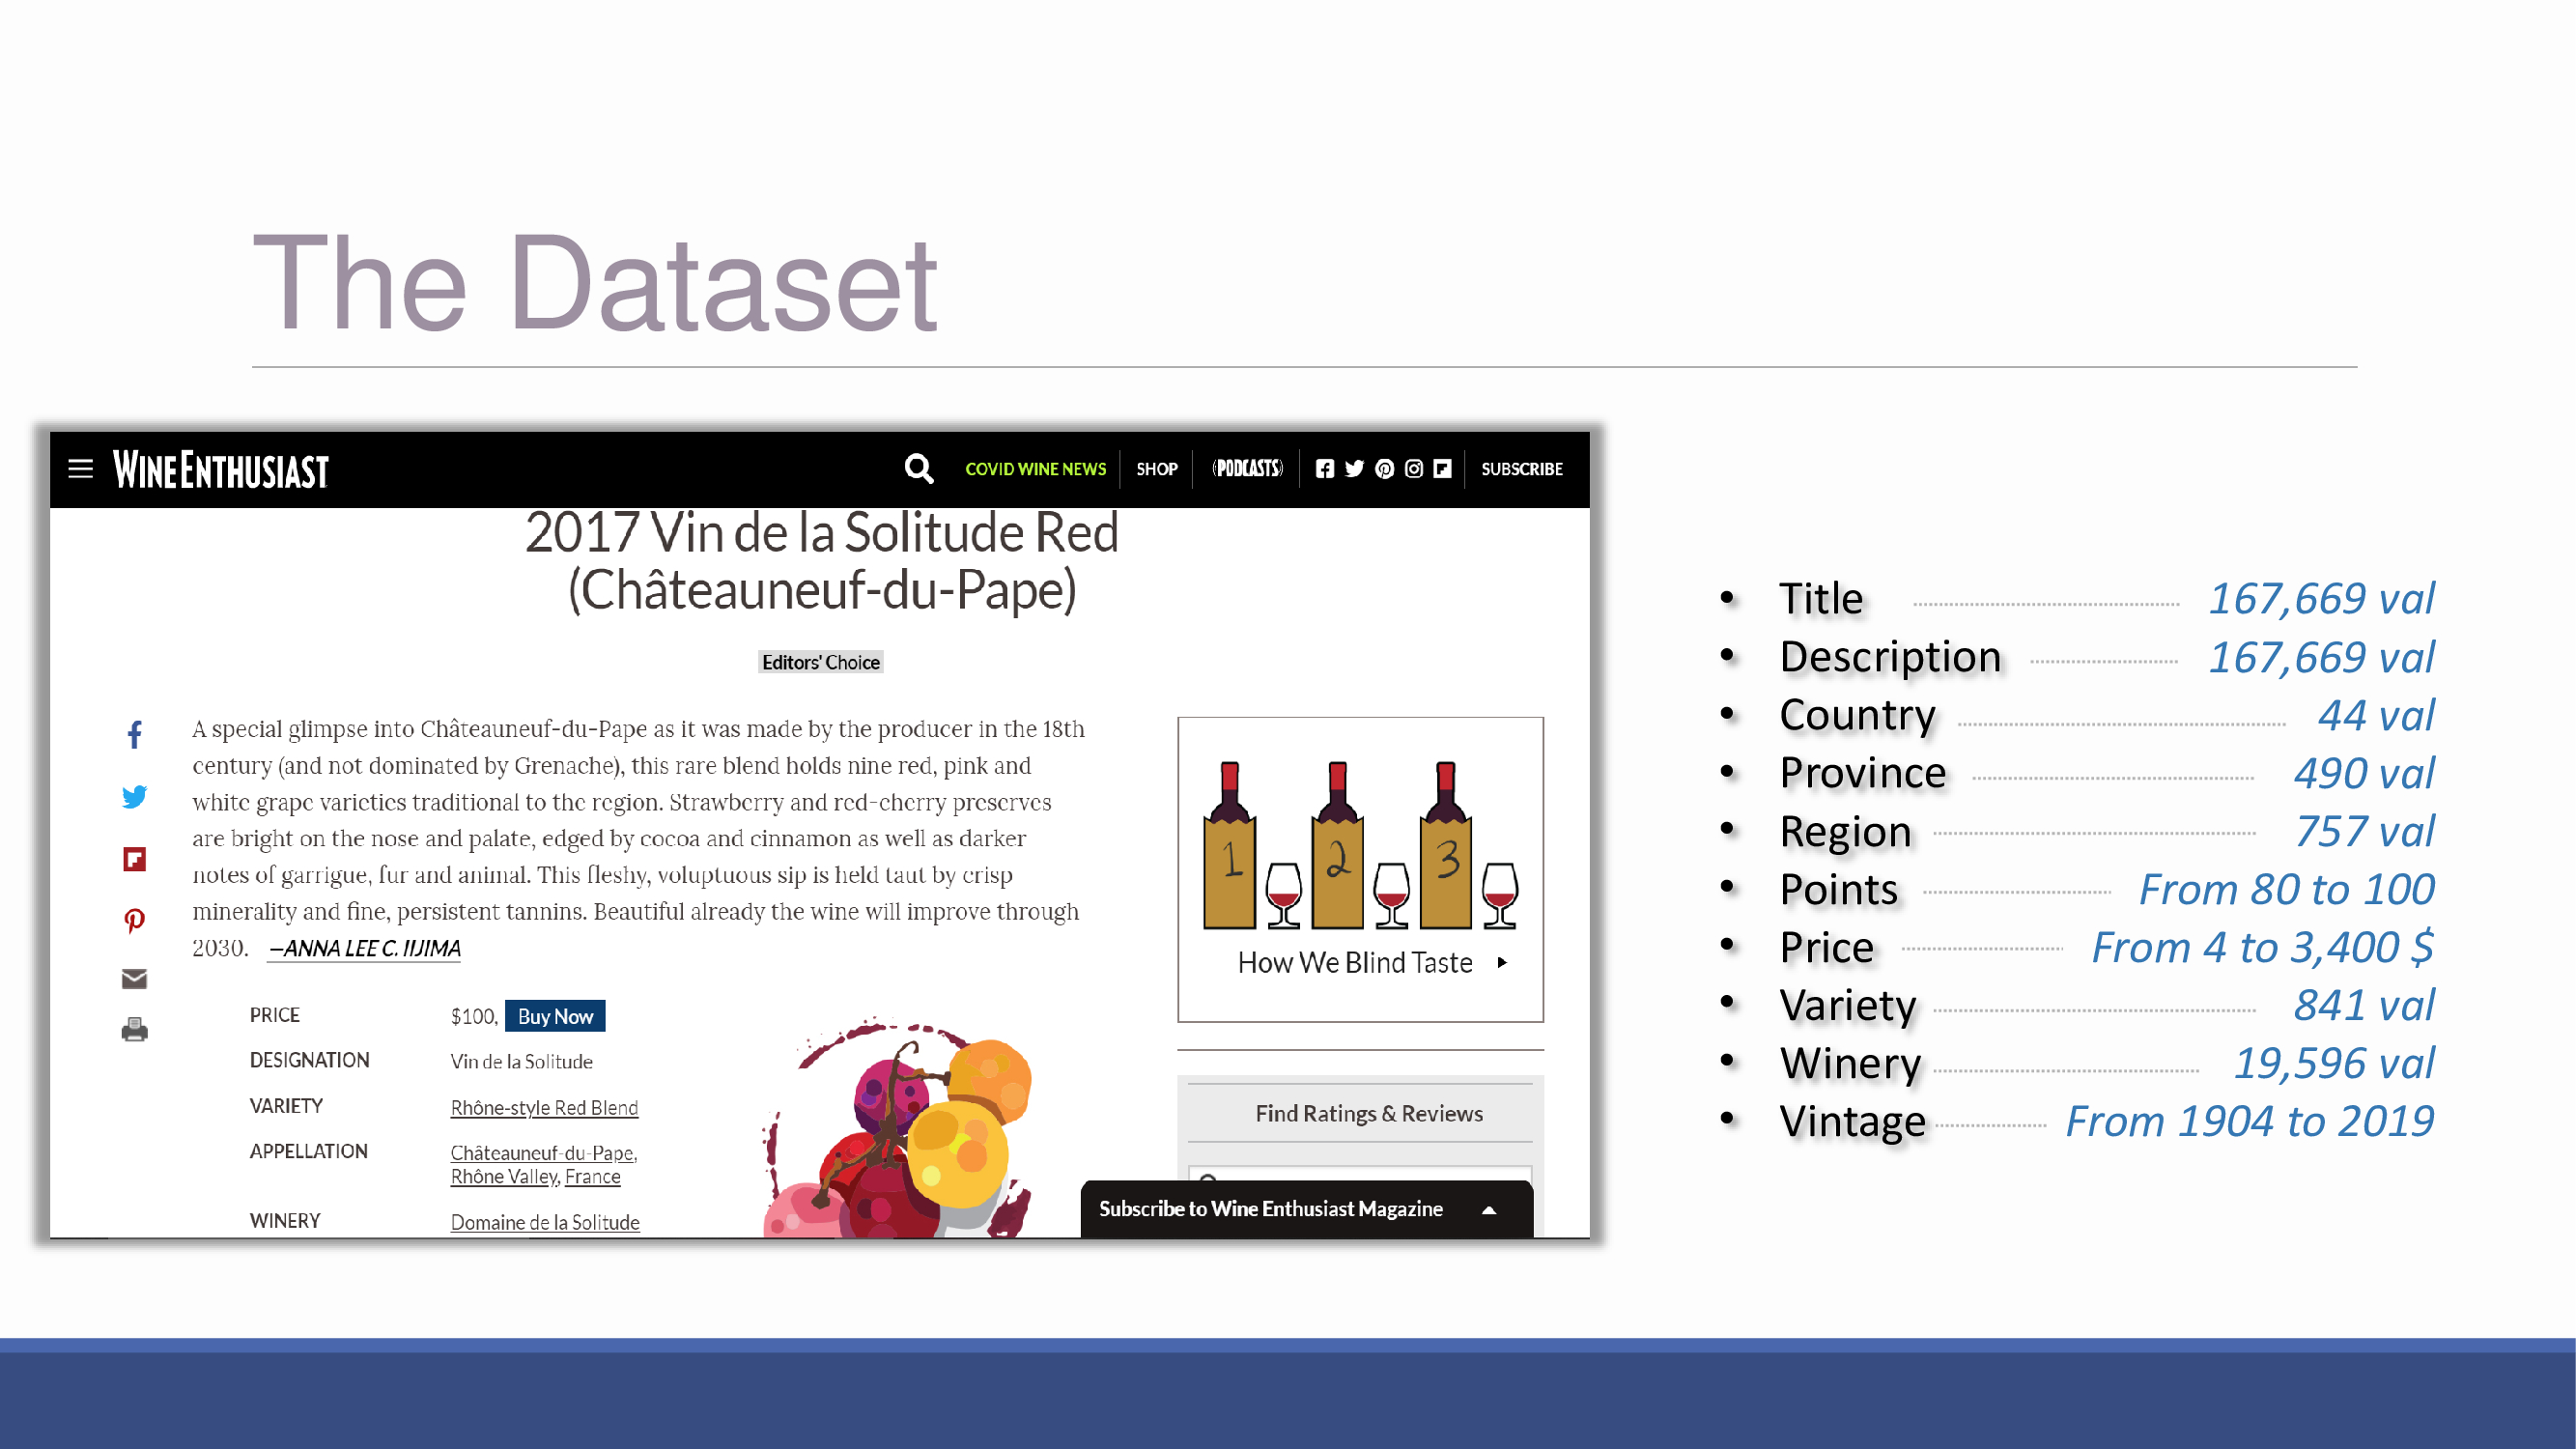 The Dataset
WINE ENTHUSIAST
COVID WINE NEWS
SHOP
(PODCASTS)
SUBSCRIBE
2017 Vin de la Solitude Red
(Châteauneuf-du-Pape)
Editors' Choice
A special glimpse into Châteauneuf-du-Pape as it was made by the producer in the 18th
century (and not dominated by Grenache), this rare blend holds nine red, pink and
white grape varieties traditional to the region. Strawberry and red-cherry preserves
are bright on the nose and palate, edged by cocoa and cinnamon as well as darker
notes of garrigue, fur and animal. This fleshy, voluptuous sip is held taut by crisp
minerality and fine, persistent tannins. Beautiful already the wine will improve through
2030. —ANNA LEE C. IIJIMA
PRICE $100, Buy Now
DESIGNATION Vin de la Solitude
VARIETY Rhône-style Red Blend
APPELLATION Châteauneuf-du-Pape,
Rhône Valley, France
WINERY Domaine de la Solitude
1 2 3
How We Blind Taste
Find Ratings & Reviews
Subscribe to Wine Enthusiast Magazine
• Title 167,669 val
• Description 167,669 val
• Country 44 val
• Province 490 val
• Region 757 val
• Points From 80 to 100
• Price From 4 to 3,400 $
• Variety 841 val
• Winery 19,596 val
• Vintage From 1904 to 2019